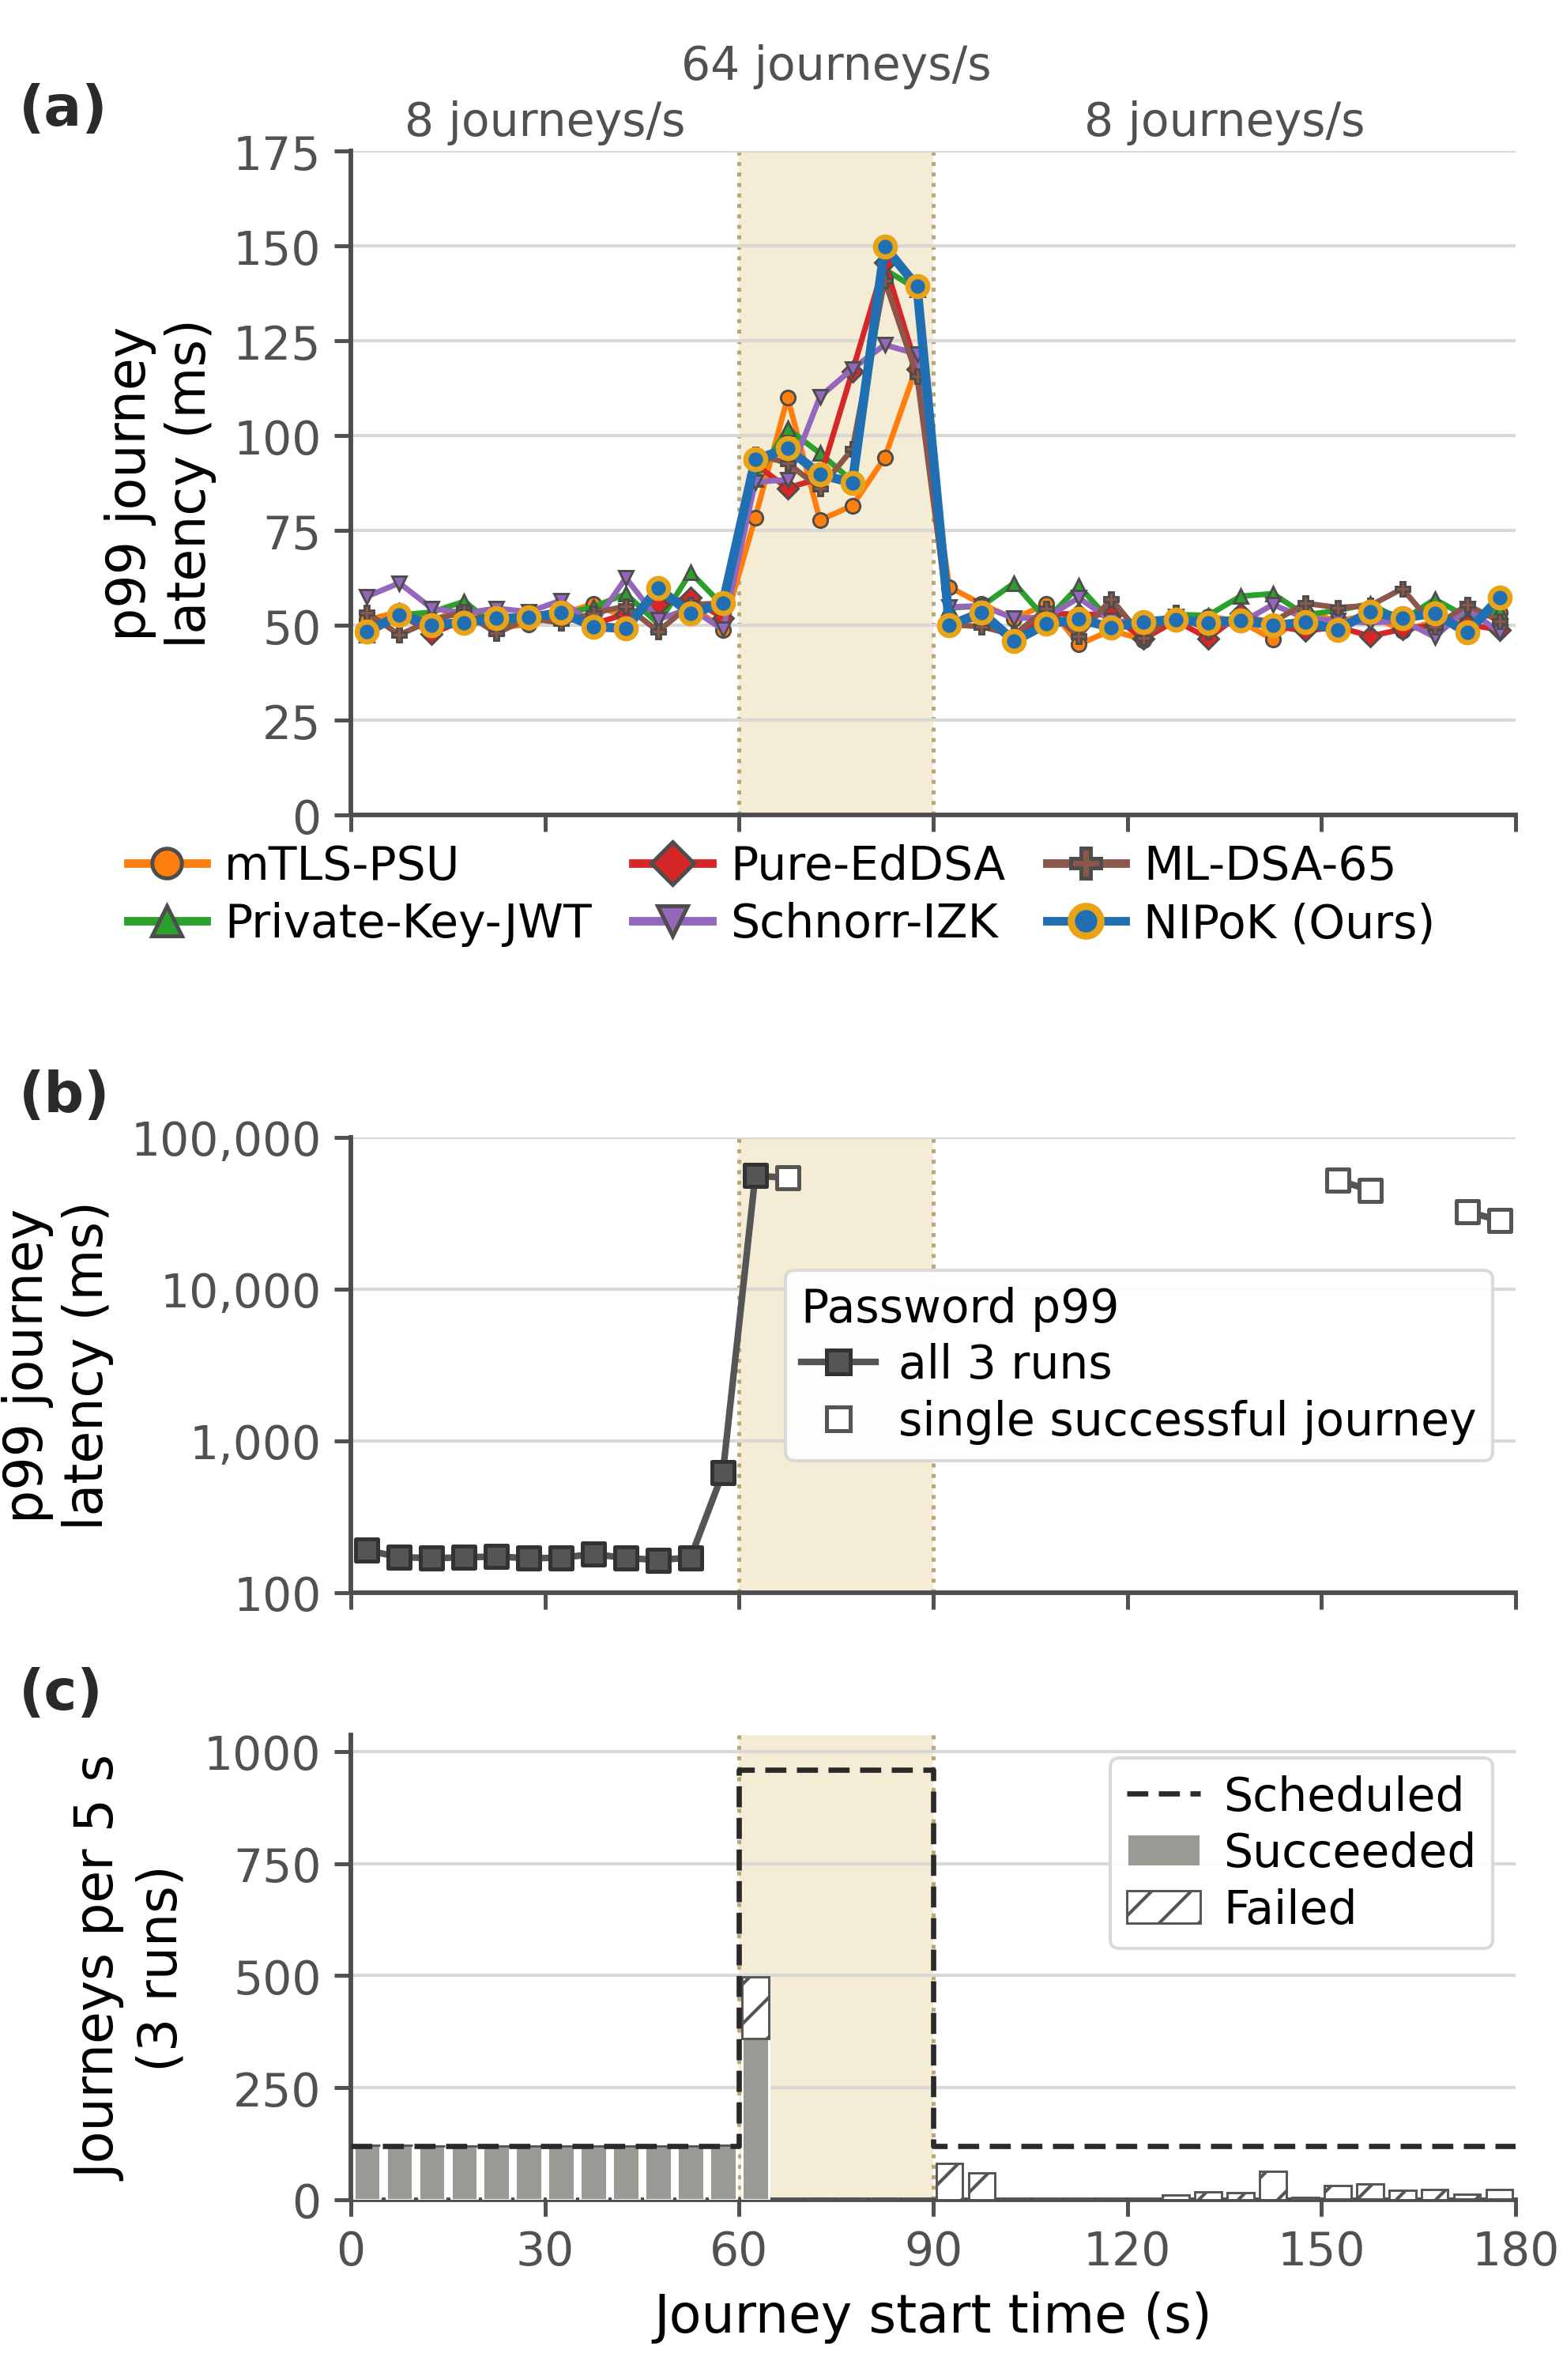 64 journeys/s
(a)
8 journeys/s
8 journeys/s
175
150
125
100
75
50
25
0
p99 journey
latency (ms)
mTLS-PSU
Pure-EdDSA
ML-DSA-65
Private-Key-JWT
Schnorr-IZK
NIPoK (Ours)
(b)
100,000
10,000
1,000
100
p99 journey
latency (ms)
Password p99
all 3 runs
single successful journey
(c)
1000
750
500
250
0
Journeys per 5 s
(3 runs)
Scheduled
Succeeded
Failed
0 30 60 90 120 150 180
Journey start time (s)